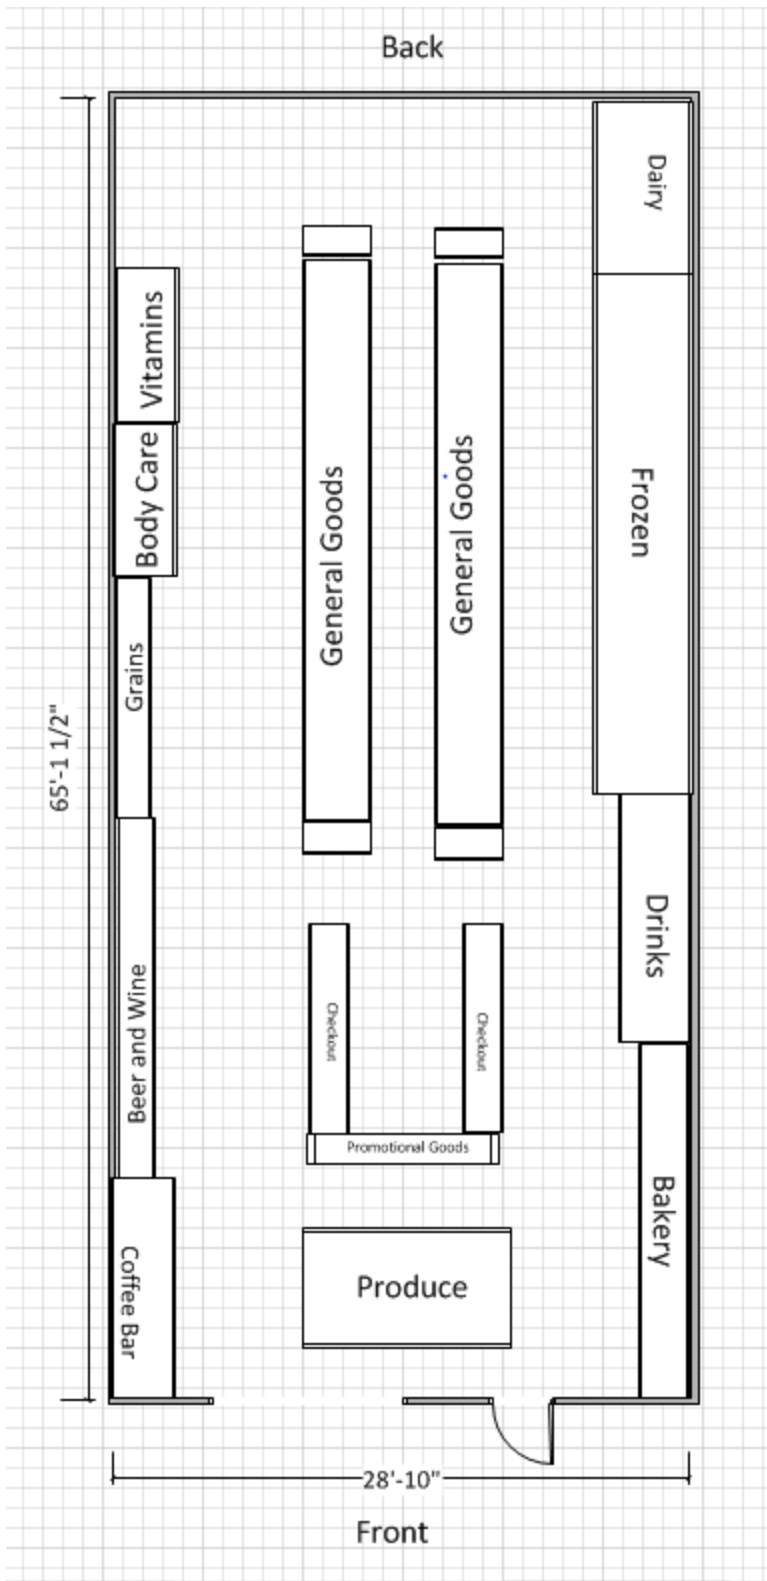 Back
Dairy
Vitamins
Body Care
General Goods
General Goods
Frozen
Grains
65'-1 1/2"
Drinks
Beer and Wine
Checkout
Checkout
Promotional Goods
Bakery
Coffee Bar
Produce
28'-10"
Front